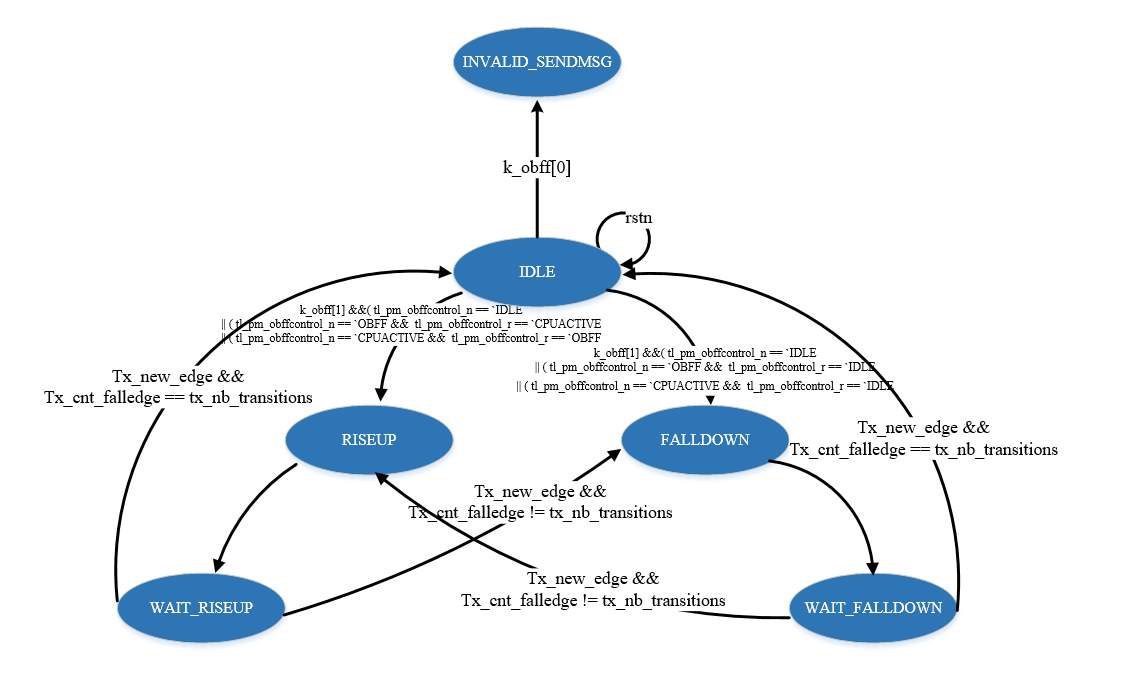 INVALID_SENDMSG
k_obff[0]
rstn
IDLE
k_obff[1] &&( tl_pm_obffcontrol_n == `IDLE
|| ( tl_pm_obffcontrol_n == `OBFF && tl_pm_obffcontrol_r == `CPUACTIVE
|| ( tl_pm_obffcontrol_n == `CPUACTIVE && tl_pm_obffcontrol_r == `OBFF
k_obff[1] &&( tl_pm_obffcontrol_n == `IDLE
|| ( tl_pm_obffcontrol_n == `OBFF && tl_pm_obffcontrol_r == `IDLE
|| ( tl_pm_obffcontrol_n == `CPUACTIVE && tl_pm_obffcontrol_r == `IDLE
Tx_new_edge &&
Tx_cnt_falledge == tx_nb_transitions
RISEUP
FALLDOWN
Tx_new_edge &&
Tx_cnt_falledge == tx_nb_transitions
Tx_new_edge &&
Tx_cnt_falledge != tx_nb_transitions
Tx_new_edge &&
Tx_cnt_falledge != tx_nb_transitions
WAIT_RISEUP
WAIT_FALLDOWN